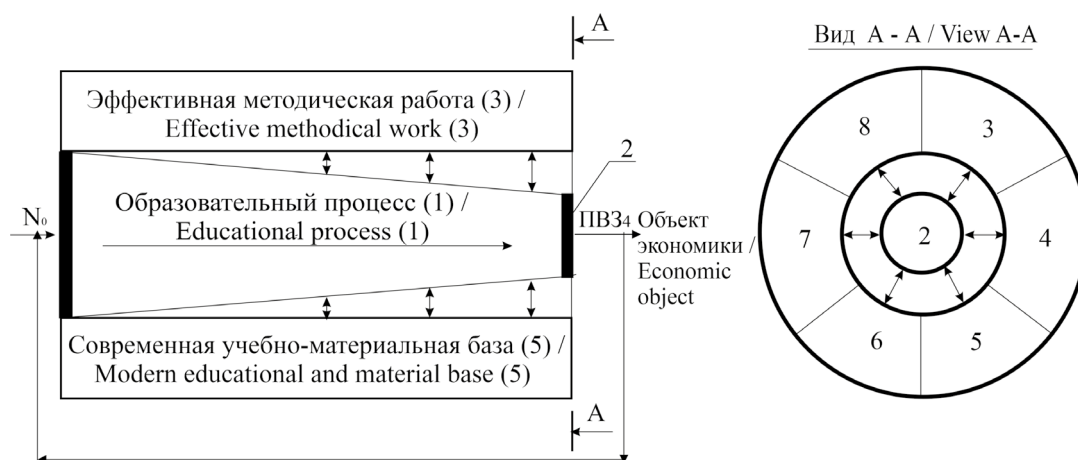 A
Вид А - А / View A-A
Эффективная методическая работа (3) /
Effective methodical work (3)
2
Образовательный процесс (1) /
Educational process (1)
N₀
ПВЗ₄ Объект
экономики /
Economic
object
Современная учебно-материальная база (5) /
Modern educational and material base (5)
A
8
3
7
2
4
6
5